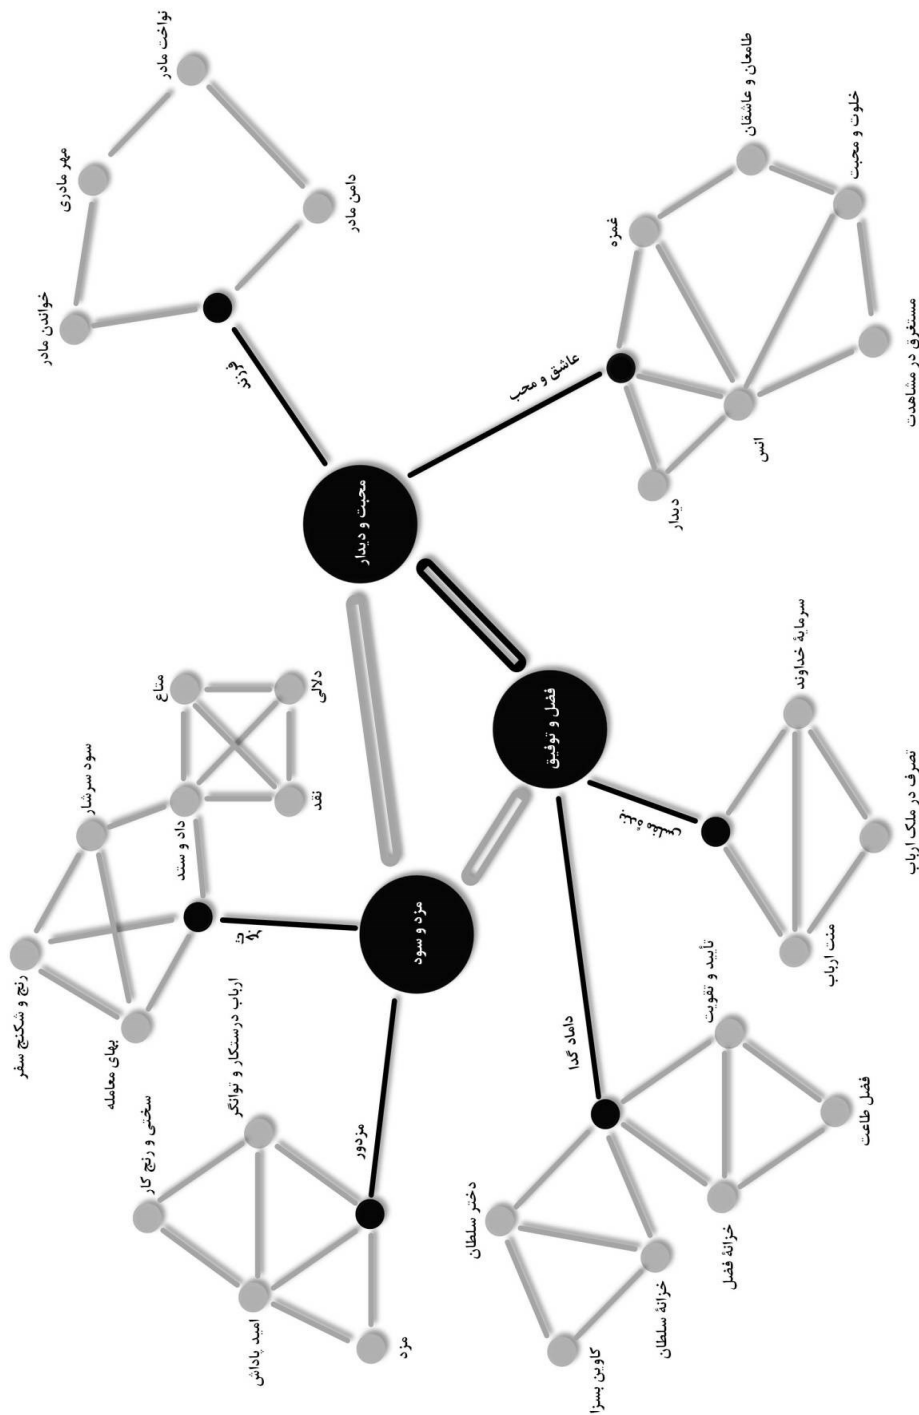 نواخت مادر
مهر مادری
خواندن مادر
دامن مادر
فرزند
محبت و دیدار
عاشق و محب
طامعان و عاشقان
خلوت و محبت
غمزه
مستغرق در مشاهدت
انس
دیدار
متاع
دلالی
نقد
داد و ستد
سود سرشار
رنج و شکنج سفر
بهای معامله
مزد و سود
فضل و توفیق
بندهٔ مفلس
سرمایهٔ خداوند
تصرف در ملک ارباب
منت ارباب
داماد گدا
تأیید و تقویت
فضل طاعت
خزانهٔ فضل
دختر سلطان
خزانهٔ سلطان
کاوین بسزا
مزدور
ارباب درستکار و توانگر
سختی و رنج کار
امید پاداش
مزد